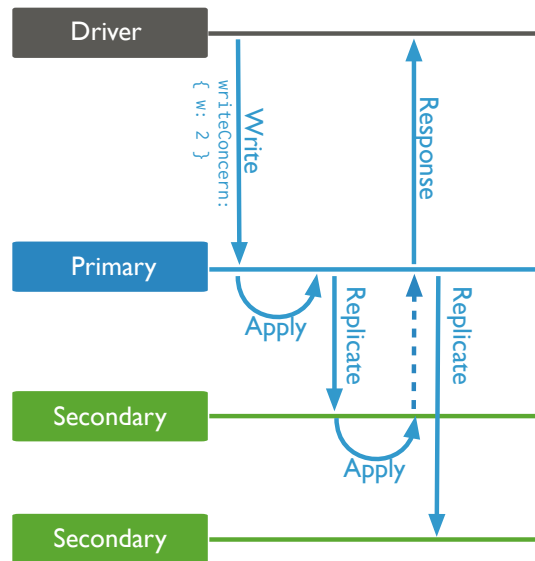 Driver
Write
writeConcern:
{ w: 2 }
Response
Primary
Apply
Replicate
Replicate
Secondary
Apply
Secondary